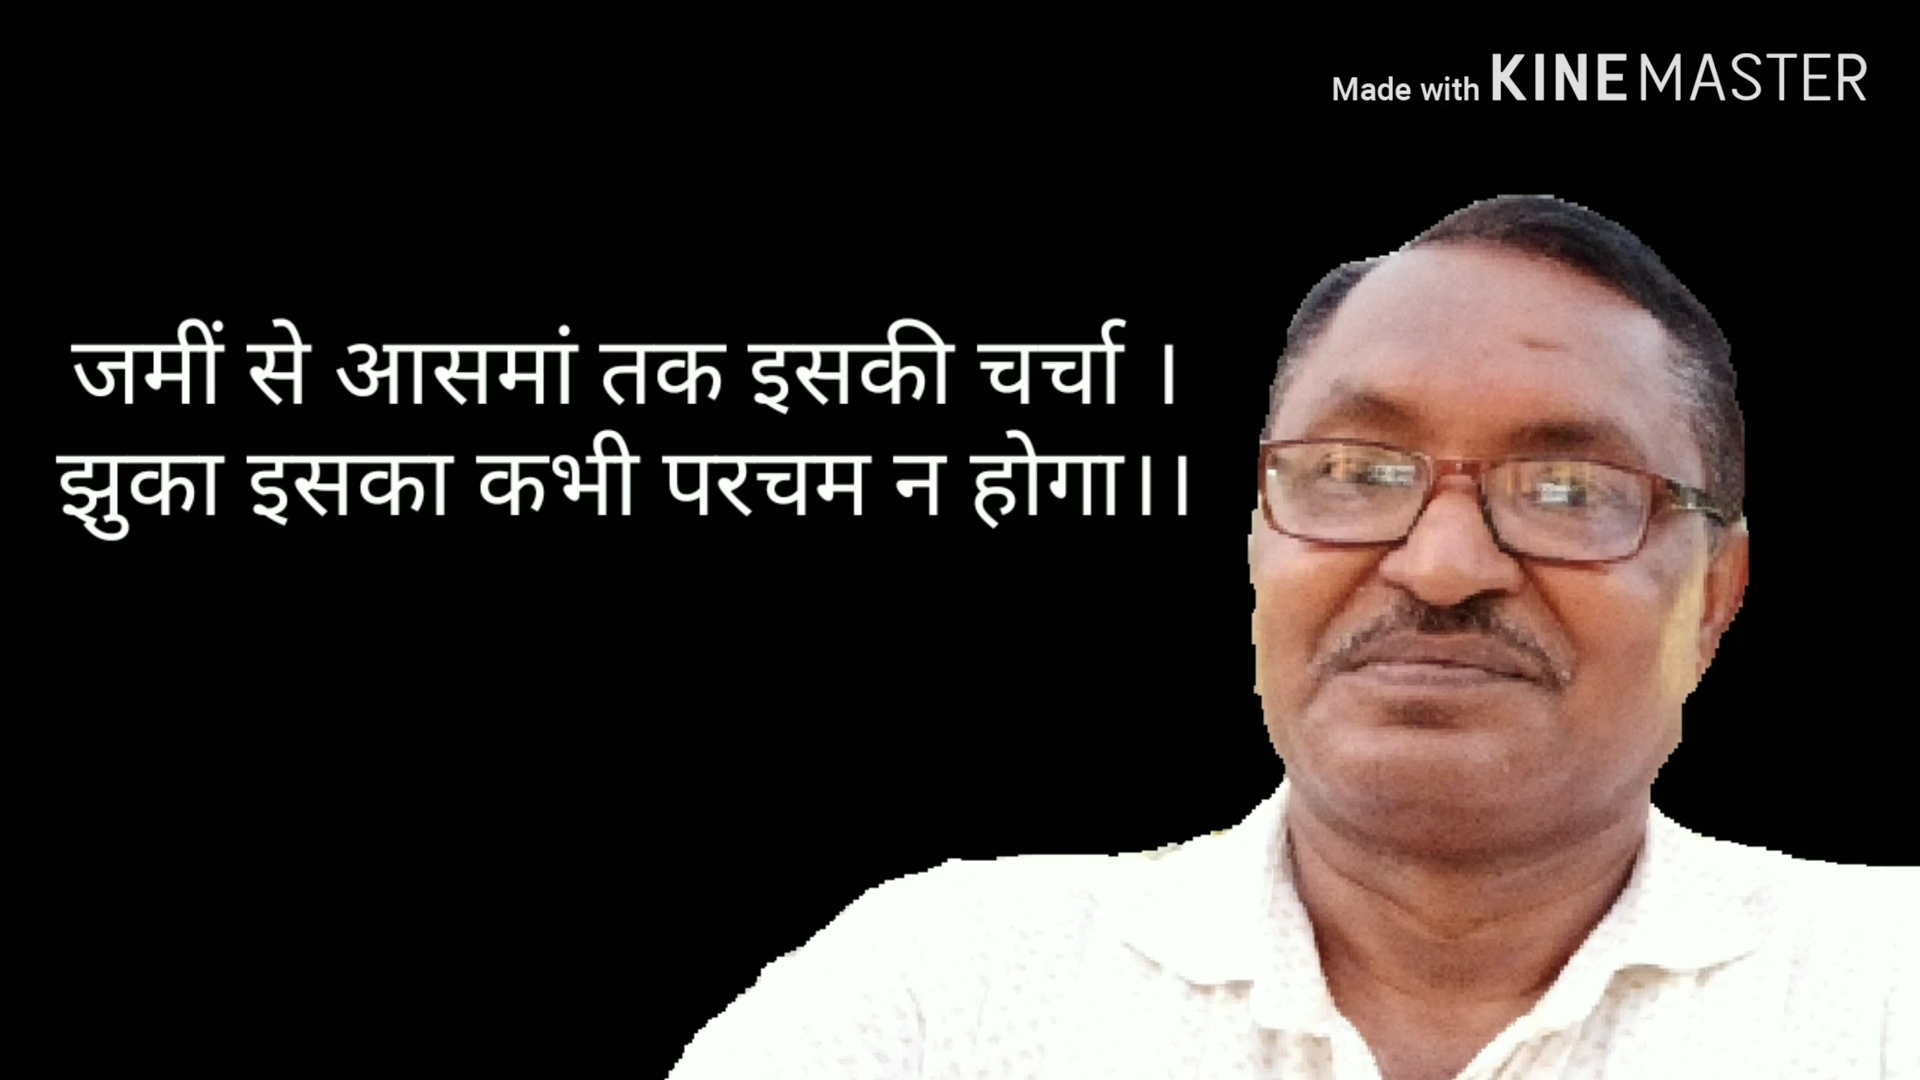 Made with KINEMASTER
जमीं से आसमां तक इसकी चर्चा ।
झुका इसका कभी परचम न होगा।।